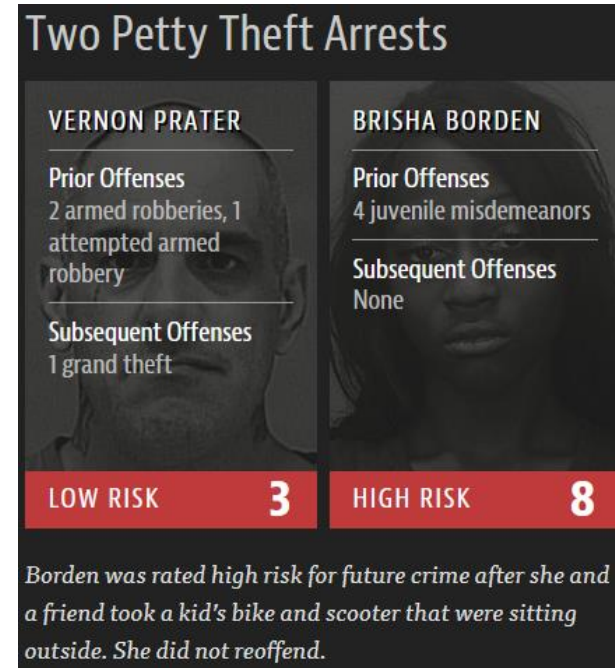 Two Petty Theft Arrests
VERNON PRATER
Prior Offenses
2 armed robberies, 1
attempted armed
robbery
Subsequent Offenses
1 grand theft
LOW RISK 3
BRISHA BORDEN
Prior Offenses
4 juvenile misdemeanors
Subsequent Offenses
None
HIGH RISK 8
Borden was rated high risk for future crime after she and
a friend took a kid's bike and scooter that were sitting
outside. She did not reoffend.